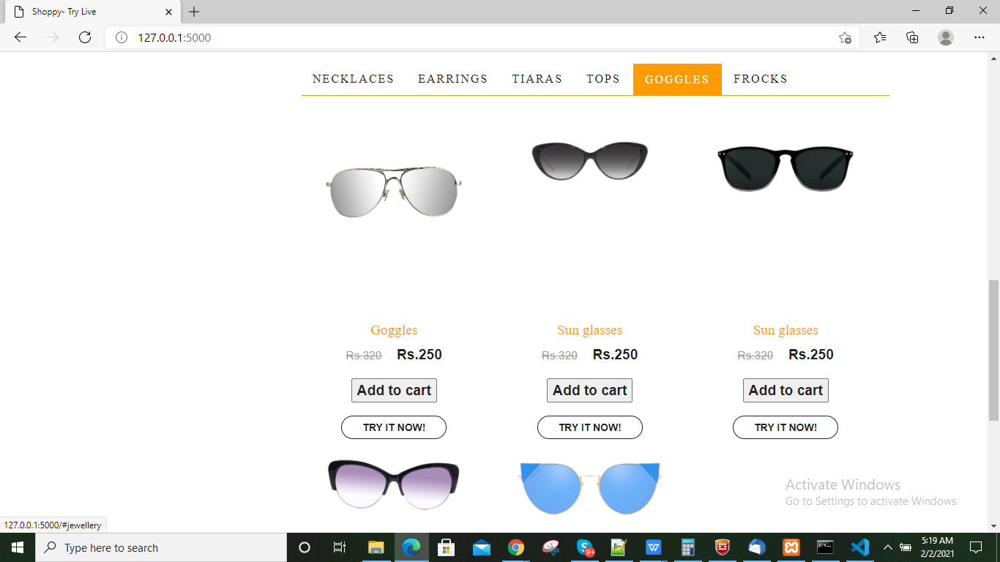 Shoppy- Try Live
127.0.0.1:5000
NECKLACES EARRINGS TIARAS TOPS GOGGLES FROCKS
Goggles Sun glasses Sun glasses
Rs.320 Rs.250 Rs.320 Rs.250 Rs.320 Rs.250
Add to cart Add to cart Add to cart
TRY IT NOW! TRY IT NOW! TRY IT NOW!
Activate Windows
Go to Settings to activate Windows.
127.0.0.1:5000/#jewellery
Type here to search
9+
5:19 AM
2/2/2021